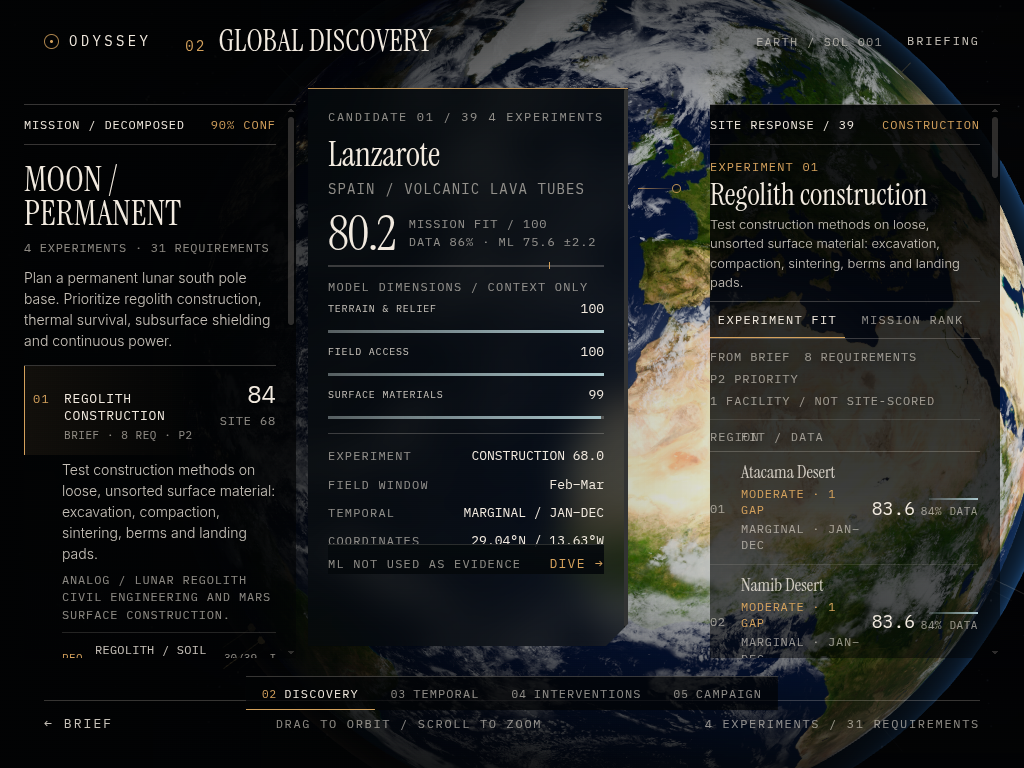 ODYSSEY
02 GLOBAL DISCOVERY
EARTH / SOL 001
BRIEFING
MISSION / DECOMPOSED 90% CONF
MOON /
PERMANENT
4 EXPERIMENTS · 31 REQUIREMENTS
Plan a permanent lunar south pole
base. Prioritize regolith construction,
thermal survival, subsurface shielding
and continuous power.
01 REGOLITH
CONSTRUCTION
84
SITE 68
BRIEF · 8 REQ · P2
Test construction methods on
loose, unsorted surface material:
excavation, compaction,
sintering, berms and landing
pads.
ANALOG / LUNAR REGOLITH
CIVIL ENGINEERING AND MARS
SURFACE CONSTRUCTION.
REGOLITH / SOIL
CANDIDATE 01 / 39 4 EXPERIMENTS
Lanzarote
SPAIN / VOLCANIC LAVA TUBES
80.2
MISSION FIT / 100
DATA 86% · ML 75.6 ±2.2
MODEL DIMENSIONS / CONTEXT ONLY
TERRAIN & RELIEF 100
FIELD ACCESS 100
SURFACE MATERIALS 99
EXPERIMENT CONSTRUCTION 68.0
FIELD WINDOW Feb–Mar
TEMPORAL MARGINAL / JAN–DEC
COORDINATES 29.04°N / 13.63°W
ML NOT USED AS EVIDENCE DIVE →
SITE RESPONSE / 39 CONSTRUCTION
EXPERIMENT 01
Regolith construction
Test construction methods on loose,
unsorted surface material: excavation,
compaction, sintering, berms and landing
pads.
EXPERIMENT FIT MISSION RANK
FROM BRIEF 8 REQUIREMENTS
P2 PRIORITY
1 FACILITY / NOT SITE-SCORED
REGION FIT / DATA
01
Atacama Desert
MODERATE · 1
GAP
MARGINAL · JAN–
DEC
83.6 84% DATA
02
Namib Desert
MODERATE · 1
GAP
MARGINAL · JAN–
DEC
83.6 84% DATA
02 DISCOVERY 03 TEMPORAL 04 INTERVENTIONS 05 CAMPAIGN
← BRIEF
DRAG TO ORBIT / SCROLL TO ZOOM
4 EXPERIMENTS / 31 REQUIREMENTS